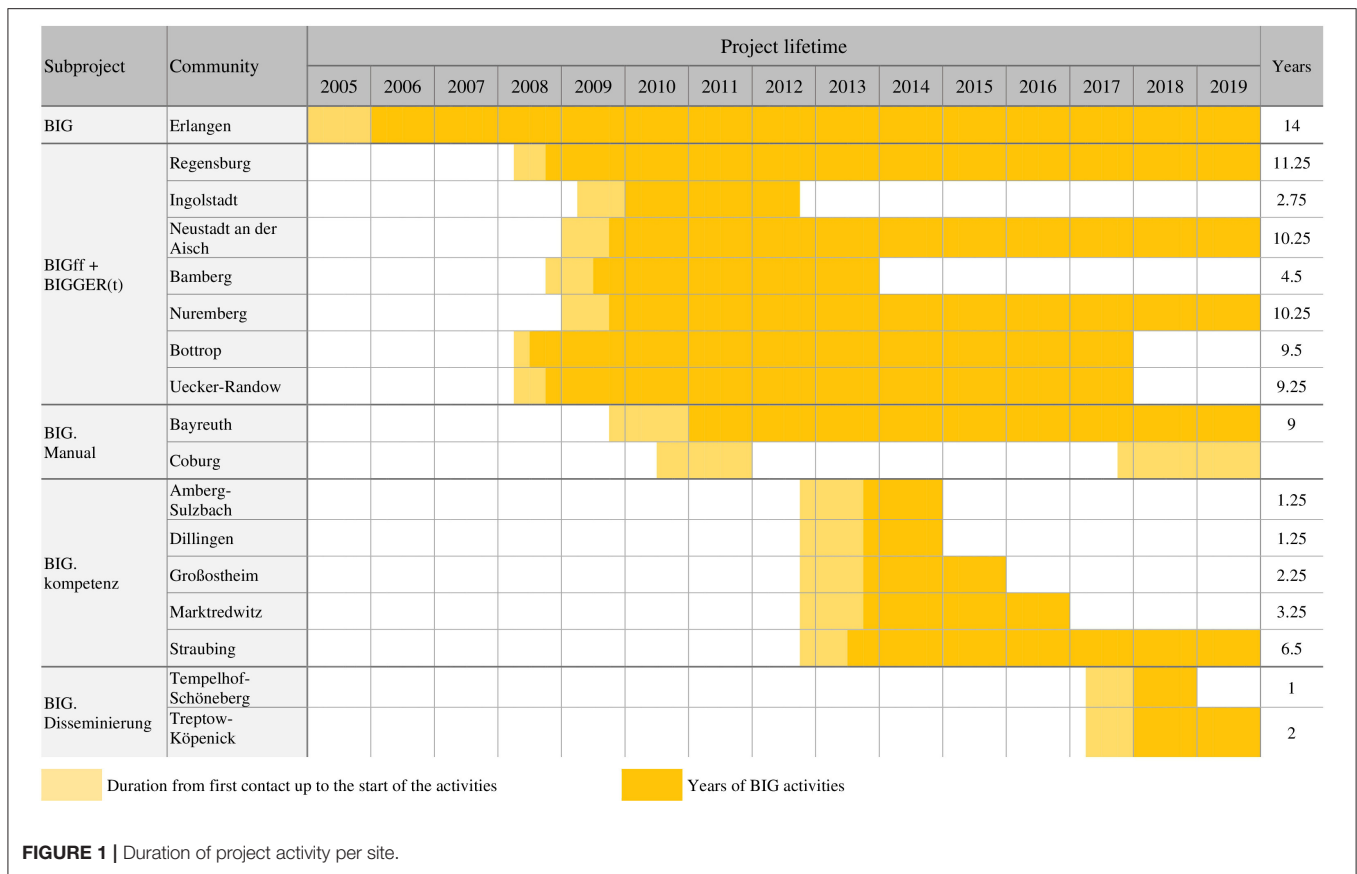 Subproject Community Project lifetime Years
2005 2006 2007 2008 2009 2010 2011 2012 2013 2014 2015 2016 2017 2018 2019
BIG Erlangen 14
BIGff +
BIGGER(t)
Regensburg 11.25
Ingolstadt 2.75
Neustadt an der
Aisch 10.25
Bamberg 4.5
Nuremberg 10.25
Bottrop 9.5
Uecker-Randow 9.25
BIG.
Manual
Bayreuth 9
Coburg
BIG.
kompetenz
Amberg-
Sulzbach 1.25
Dillingen 1.25
Großostheim 2.25
Marktredwitz 3.25
Straubing 6.5
BIG.
Disseminierung
Tempelhof-
Schöneberg 1
Treptow-
Köpenick 2
Duration from first contact up to the start of the activities
Years of BIG activities
FIGURE 1 | Duration of project activity per site.